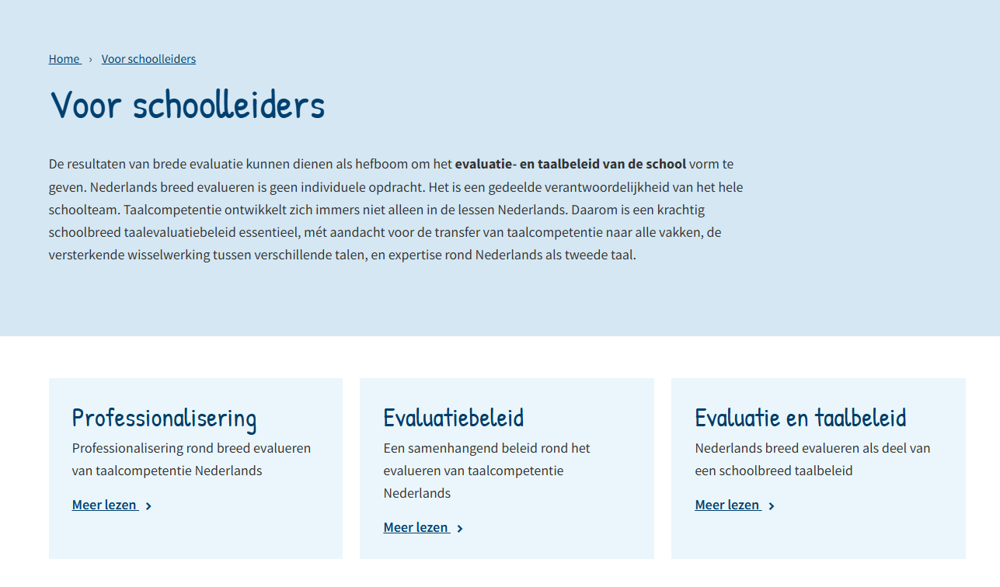 Home › Voor schoolleiders
Voor schoolleiders
De resultaten van brede evaluatie kunnen dienen als hefboom om het evaluatie- en taalbeleid van de school vorm te
geven. Nederlands breed evalueren is geen individuele opdracht. Het is een gedeelde verantwoordelijkheid van het hele
schoolteam. Taalcompetentie ontwikkelt zich immers niet alleen in de lessen Nederlands. Daarom is een krachtig
schoolbreed taalevaluatiebeleid essentieel, mét aandacht voor de transfer van taalcompetentie naar alle vakken, de
versterkende wisselwerking tussen verschillende talen, en expertise rond Nederlands als tweede taal.
Professionalisering
Professionalisering rond breed evalueren
van taalcompetentie Nederlands
Meer lezen ›
Evaluatiebeleid
Een samenhangend beleid rond het
evalueren van taalcompetentie
Nederlands
Meer lezen ›
Evaluatie en taalbeleid
Nederlands breed evalueren als deel van
een schoolbreed taalbeleid
Meer lezen ›